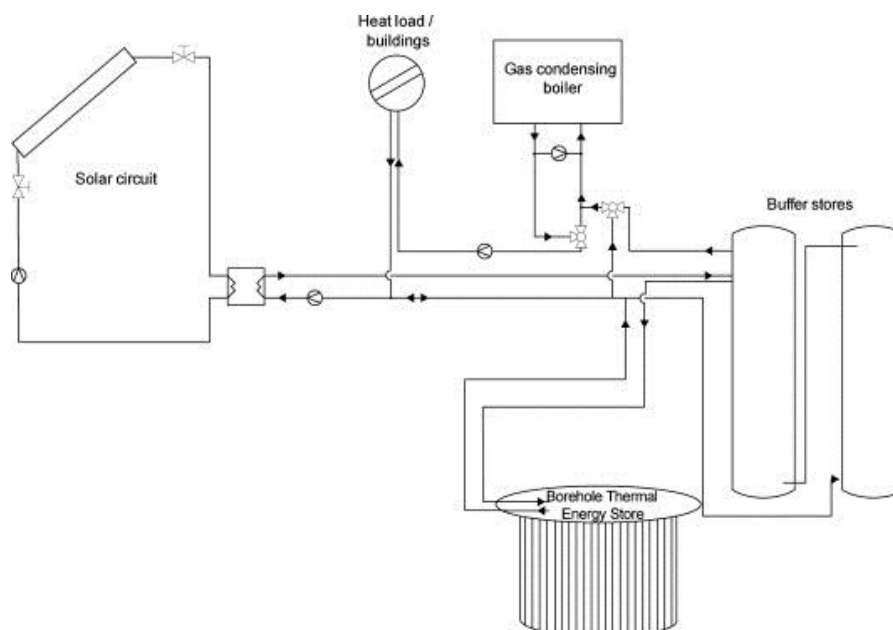 Heat load /
buildings
Gas condensing
boiler
Solar circuit
Buffer stores
Borehole Thermal
Energy Store